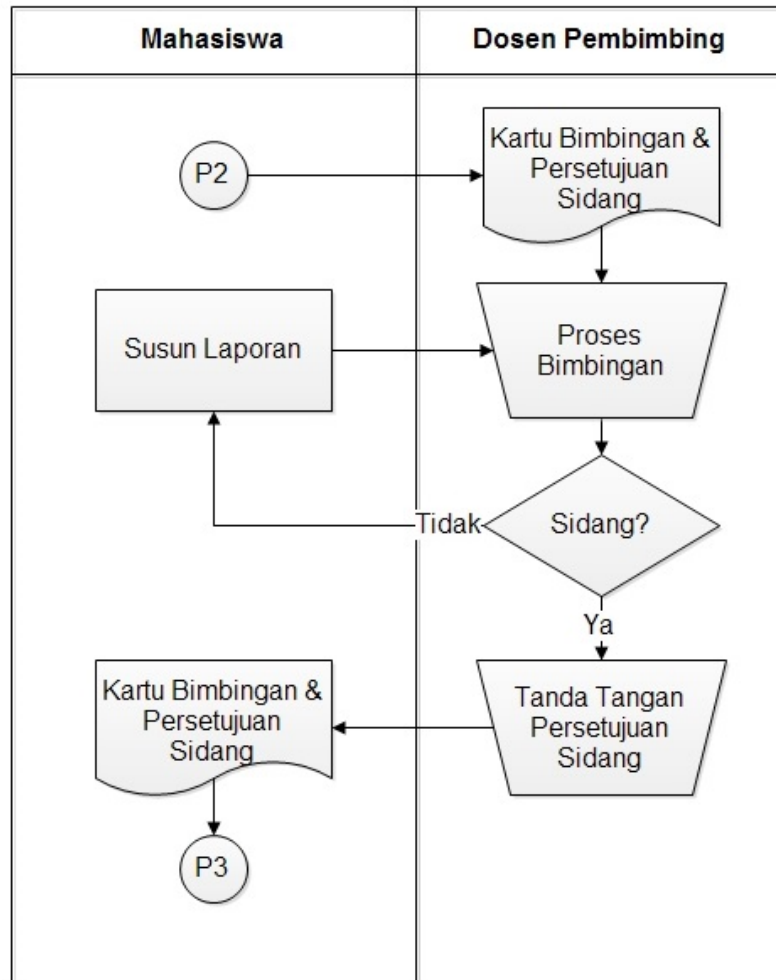 Mahasiswa
Dosen Pembimbing
P2
Kartu Bimbingan &
Persetujuan
Sidang
Susun Laporan
Proses
Bimbingan
Tidak
Sidang?
Ya
Kartu Bimbingan &
Persetujuan
Sidang
Tanda Tangan
Persetujuan
Sidang
P3